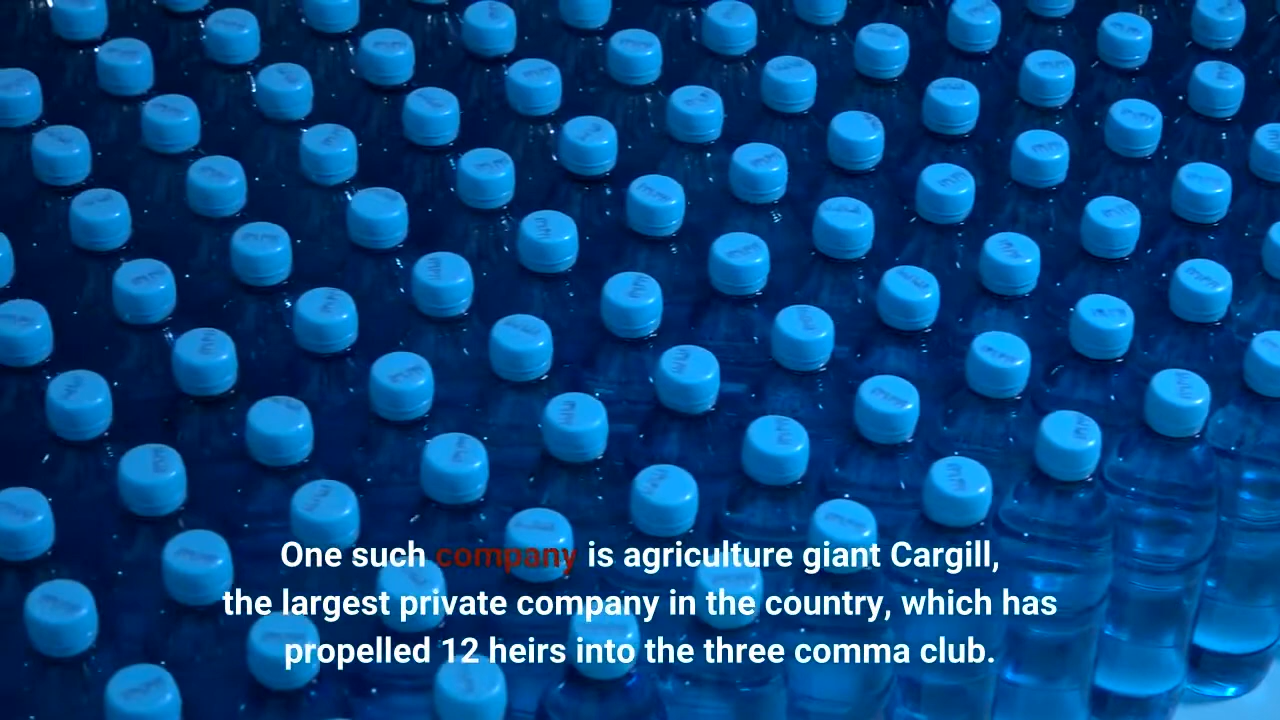 One such company is agriculture giant Cargill,
the largest private company in the country, which has
propelled 12 heirs into the three comma club.